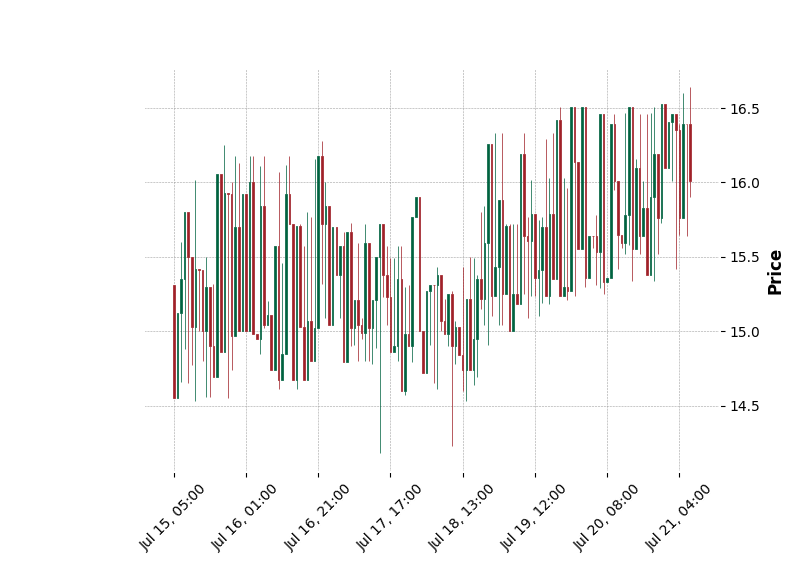 16.5
16.0
15.5
15.0
14.5
Price
Jul 15, 05:00
Jul 16, 01:00
Jul 16, 21:00
Jul 17, 17:00
Jul 18, 13:00
Jul 19, 12:00
Jul 20, 08:00
Jul 21, 04:00